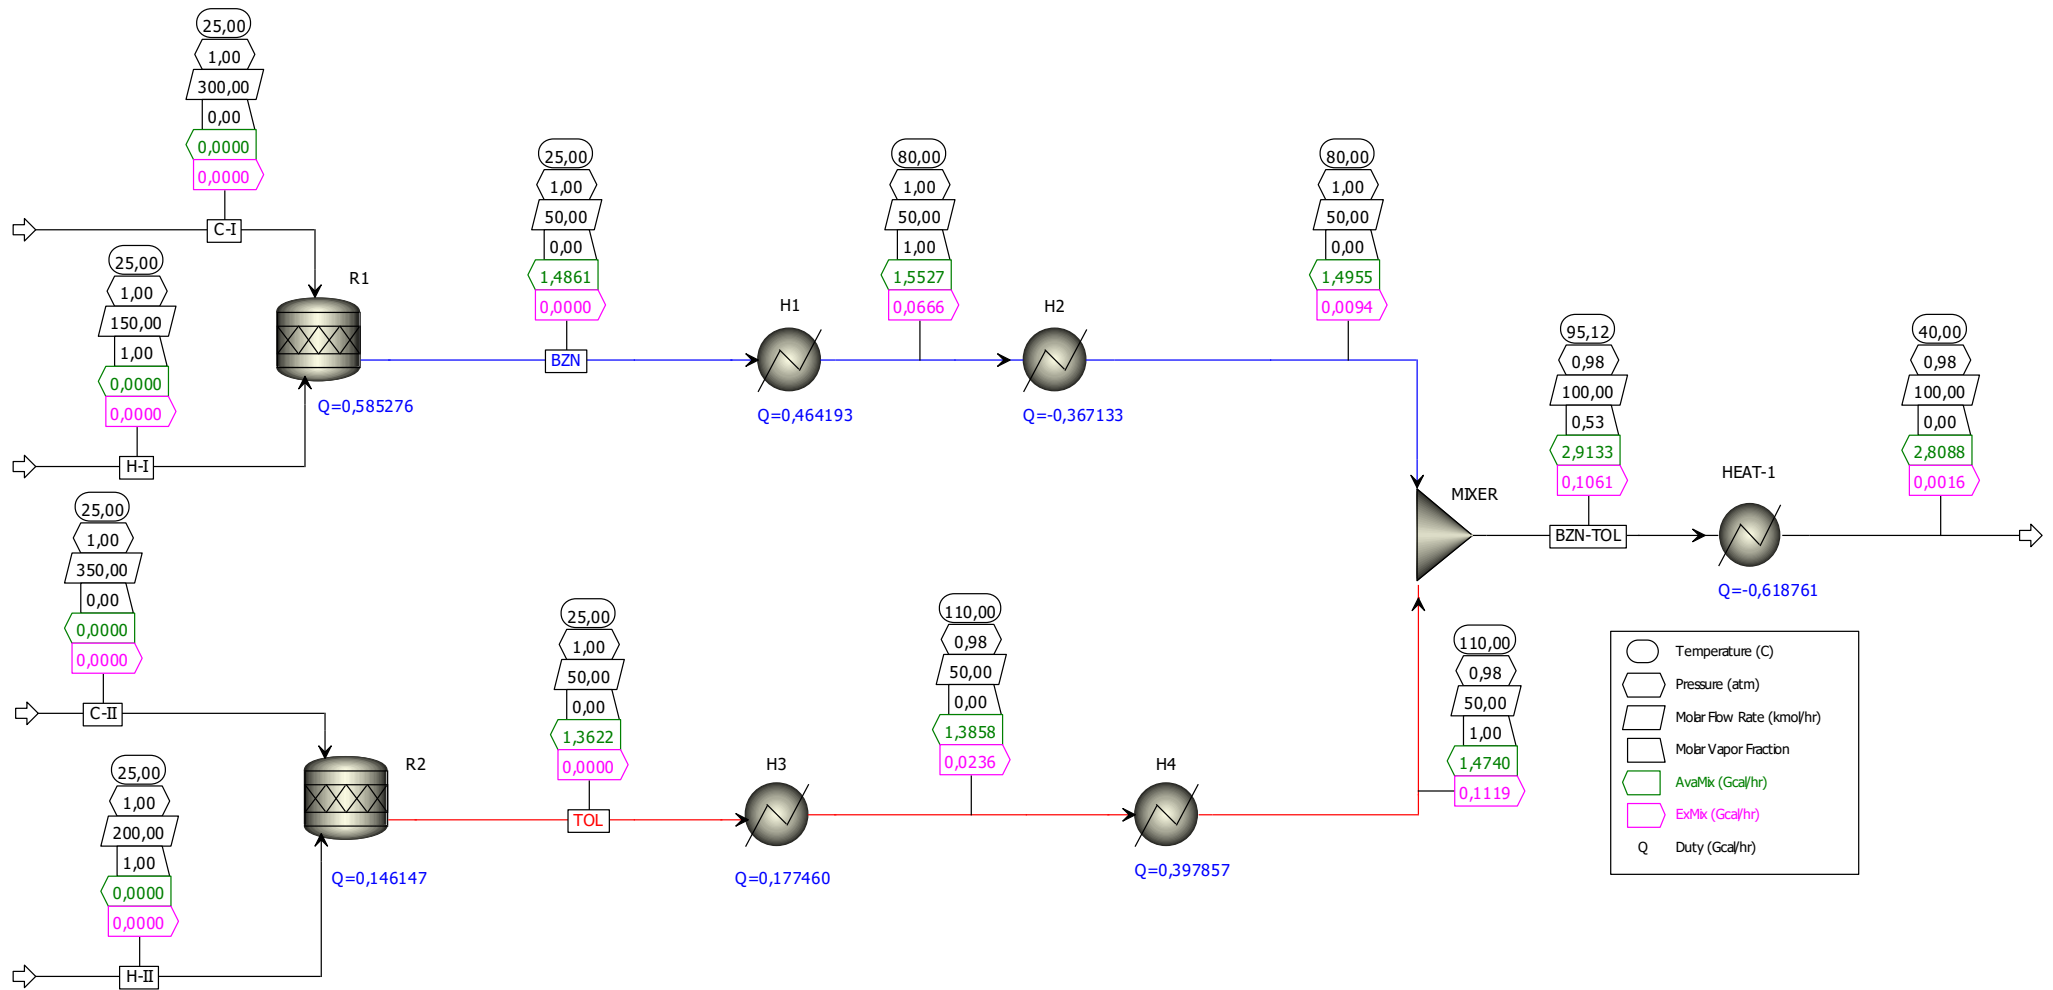 25,00
1,00
300,00
0,00
0,0000
0,0000
C-I
25,00
1,00
150,00
1,00
0,0000
0,0000
H-I
R1
Q=0,585276
25,00
1,00
50,00
0,00
1,4861
0,0000
BZN
H1
Q=0,464193
80,00
1,00
50,00
1,00
1,5527
0,0666
H2
Q=-0,367133
80,00
1,00
50,00
0,00
1,4955
0,0094
25,00
1,00
350,00
0,00
0,0000
0,0000
C-II
25,00
1,00
200,00
1,00
0,0000
0,0000
H-II
R2
Q=0,146147
25,00
1,00
50,00
0,00
1,3622
0,0000
TOL
H3
Q=0,177460
110,00
0,98
50,00
0,00
1,3858
0,0236
H4
Q=0,397857
110,00
0,98
50,00
1,00
1,4740
0,1119
MIXER
95,12
0,98
100,00
0,53
2,9133
0,1061
BZN-TOL
HEAT-1
Q=-0,618761
40,00
0,98
100,00
0,00
2,8088
0,0016
Temperature (C)
Pressure (atm)
Molar Flow Rate (kmol/hr)
Molar Vapor Fraction
AvaMix (Gcal/hr)
ExMix (Gcal/hr)
Q Duty (Gcal/hr)